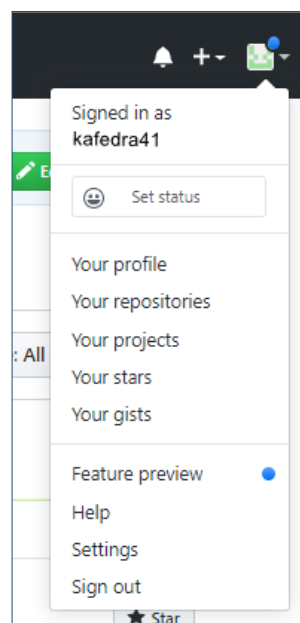 Signed in as
kafedra41
Set status
Your profile
Your repositories
Your projects
: All
Your stars
Your gists
Feature preview
Help
Settings
Sign out
Star